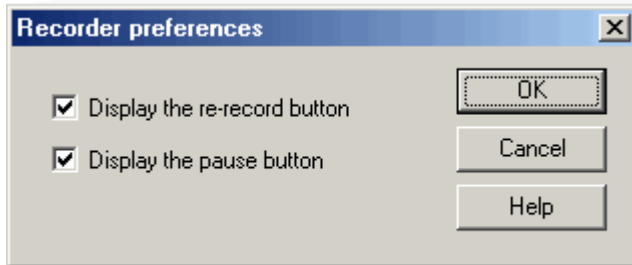 Recorder preferences
Display the re-record button
Display the pause button
OK
Cancel
Help